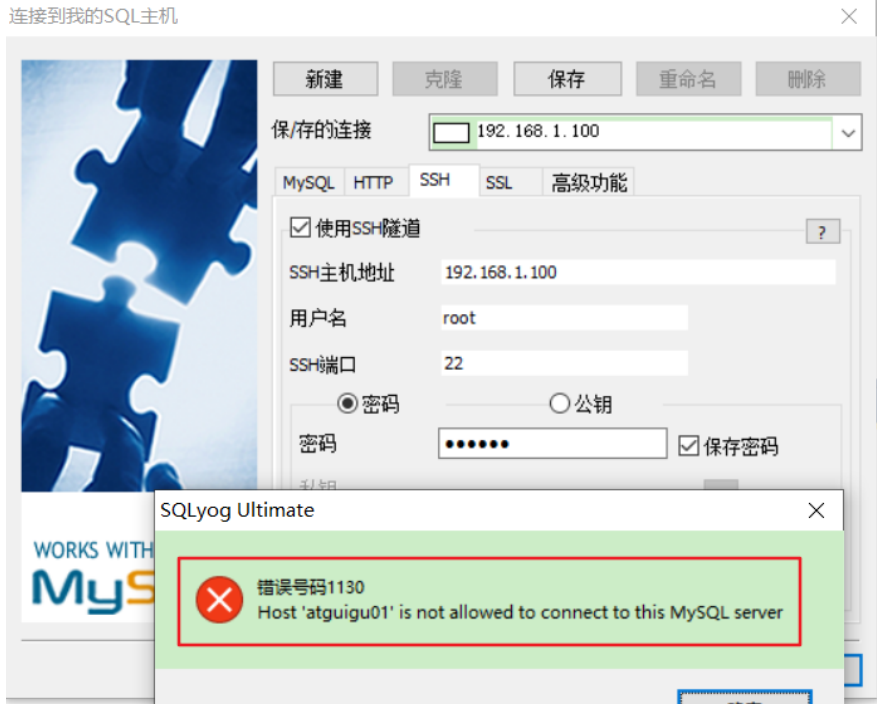 连接到我的SQL主机
新建 克隆 保存 重命名 删除
保/存的连接 192.168.1.100
MySQL HTTP SSH SSL 高级功能
使用SSH隧道 ?
SSH主机地址 192.168.1.100
用户名 root
SSH端口 22
密码 公钥
密码 •••••• 保存密码
私钥
SQLyog Ultimate
WORKS WITH
MyS
错误号码1130
Host 'atguigu01' is not allowed to connect to this MySQL server